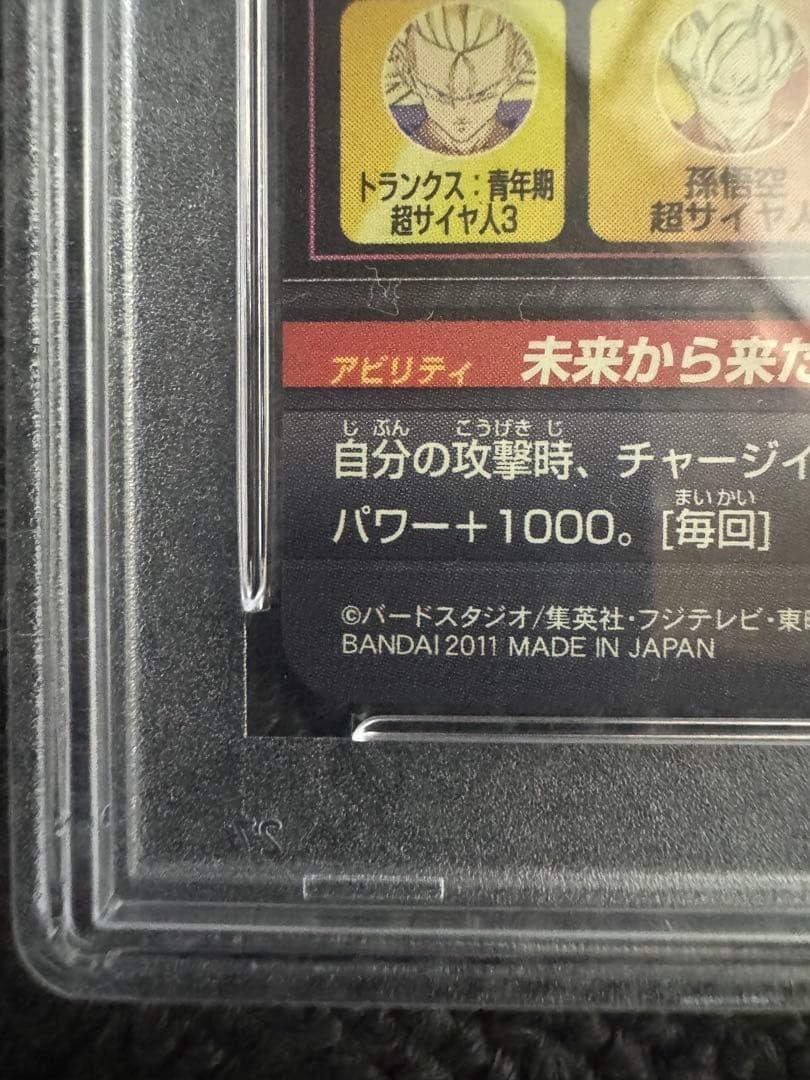 トランクス：青年期
超サイヤ人3
孫悟空
超サイヤ人
アビリティ 未来から来た
じぶん こうげきじ
自分の攻撃時、チャージイ
まいかい
パワー＋1000。[毎回]
©バードスタジオ/集英社・フジテレビ・東映
BANDAI 2011 MADE IN JAPAN